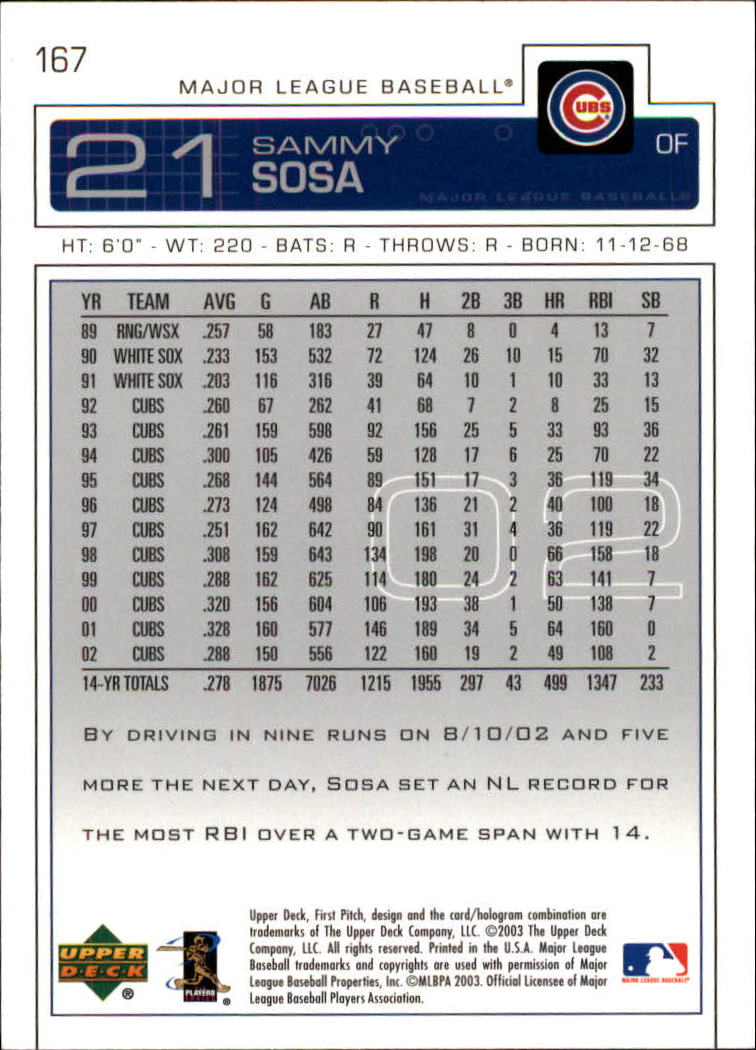 167
MAJOR LEAGUE BASEBALL®
CUBS
21 SAMMY SOSA OF
MAJOR LEAGUE BASEBALL®
HT: 6'0" - WT: 220 - BATS: R - THROWS: R - BORN: 11-12-68
YR TEAM AVG G AB R H 2B 3B HR RBI SB
89 RNG/WSX .257 58 183 27 47 8 0 4 13 7
90 WHITE SOX .233 153 532 72 124 26 10 15 70 32
91 WHITE SOX .203 116 316 39 64 10 1 10 33 13
92 CUBS .260 67 262 41 68 7 2 8 25 15
93 CUBS .261 159 598 92 156 25 5 33 93 36
94 CUBS .300 105 426 59 128 17 6 25 70 22
95 CUBS .268 144 564 89 151 17 3 36 119 34
96 CUBS .273 124 498 84 136 21 2 40 100 18
97 CUBS .251 162 642 90 161 31 4 36 119 22
98 CUBS .308 159 643 134 198 20 0 66 158 18
99 CUBS .288 162 625 114 180 24 2 63 141 7
00 CUBS .320 156 604 106 193 38 1 50 138 7
01 CUBS .328 160 577 146 189 34 5 64 160 0
02 CUBS .288 150 556 122 160 19 2 49 108 2
14-YR TOTALS .278 1875 7026 1215 1955 297 43 499 1347 233
02
BY DRIVING IN NINE RUNS ON 8/10/02 AND FIVE
MORE THE NEXT DAY, SOSA SET AN NL RECORD FOR
THE MOST RBI OVER A TWO-GAME SPAN WITH 14.
UPPER
D·E·C·K
®
PLAYERS
CHOICE
®
Upper Deck, First Pitch, design and the card/hologram combination are
trademarks of The Upper Deck Company, LLC. ©2003 The Upper Deck
Company, LLC. All rights reserved. Printed in the U.S.A. Major League
Baseball trademarks and copyrights are used with permission of Major
League Baseball Properties, Inc. ©MLBPA 2003. Official Licensee of Major
League Baseball Players Association.
MAJOR LEAGUE BASEBALL®